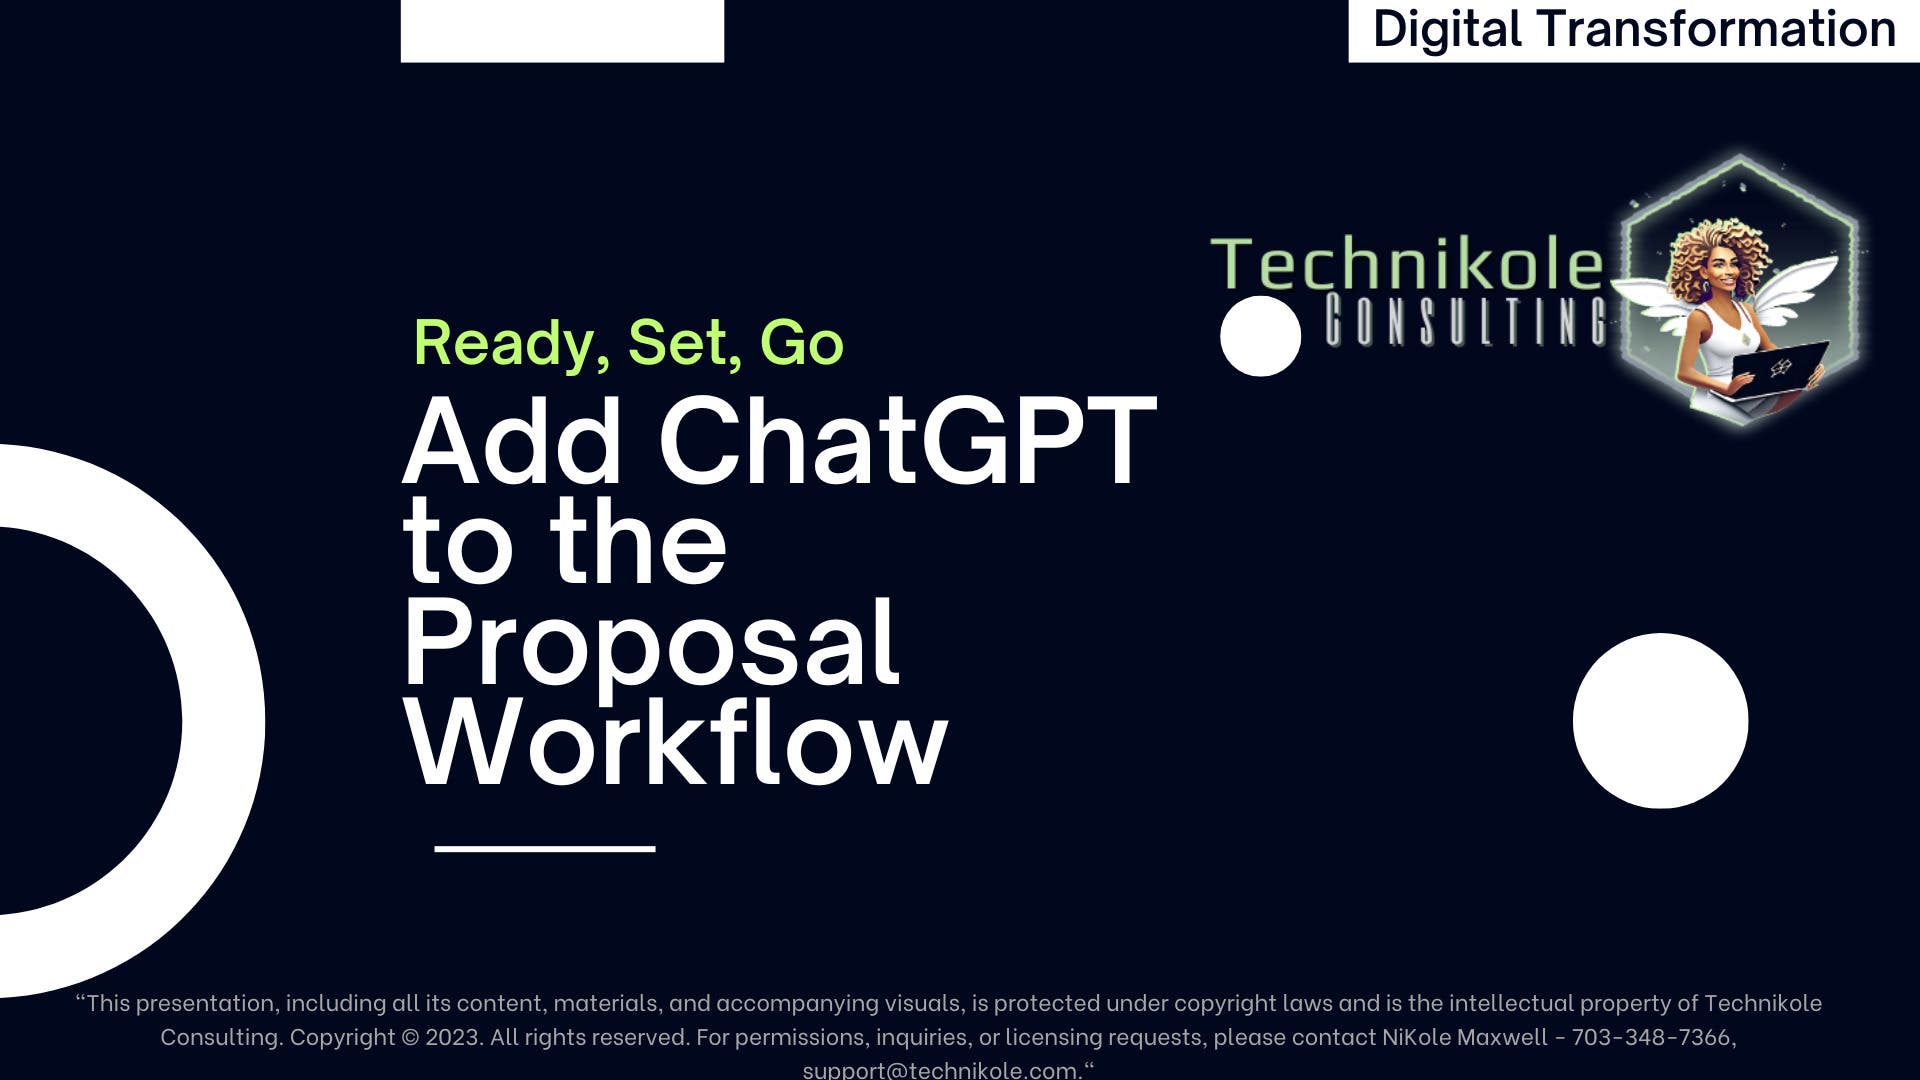 Digital Transformation
Technikole
CONSULTING
Ready, Set, Go
Add ChatGPT
to the
Proposal
Workflow
“This presentation, including all its content, materials, and accompanying visuals, is protected under copyright laws and is the intellectual property of Technikole
Consulting. Copyright © 2023. All rights reserved. For permissions, inquiries, or licensing requests, please contact NiKole Maxwell - 703-348-7366,
support@technikole.com.“